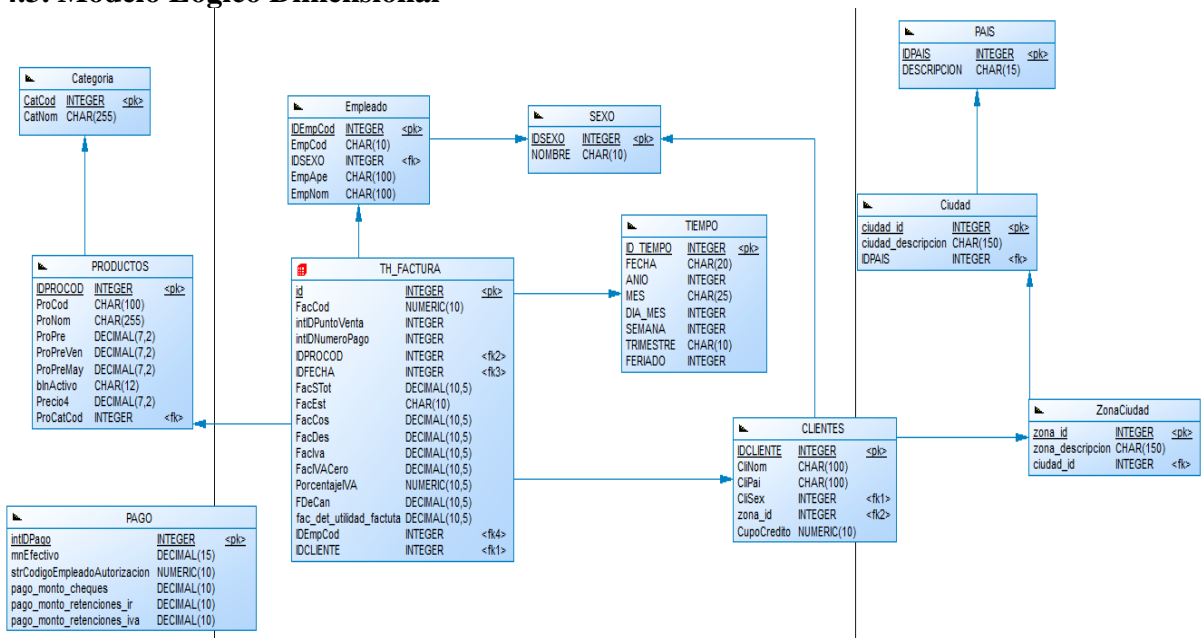 4.3. Modelo Lógico Dimensional
PAIS
IDPAIS INTEGER <pk>
DESCRIPCION CHAR(15)
Categoria
CatCod INTEGER <pk>
CatNom CHAR(255)
Empleado
IDEmpCod INTEGER <pk>
EmpCod CHAR(10)
IDSEXO INTEGER <fk>
EmpApe CHAR(100)
EmpNom CHAR(100)
SEXO
IDSEXO INTEGER <pk>
NOMBRE CHAR(10)
Ciudad
ciudad_id INTEGER <pk>
ciudad_descripcion CHAR(150)
IDPAIS INTEGER <fk>
TIEMPO
ID_TIEMPO INTEGER <pk>
FECHA CHAR(20)
ANIO INTEGER
MES CHAR(25)
DIA_MES INTEGER
SEMANA INTEGER
TRIMESTRE CHAR(10)
FERIADO INTEGER
PRODUCTOS
IDPROCOD INTEGER <pk>
ProCod CHAR(100)
ProNom CHAR(255)
ProPre DECIMAL(7,2)
ProPreVen DECIMAL(7,2)
ProPreMay DECIMAL(7,2)
blnActivo CHAR(12)
Precio4 DECIMAL(7,2)
ProCatCod INTEGER <fk>
TH_FACTURA
id INTEGER <pk>
FacCod NUMERIC(10)
intIDPuntoVenta INTEGER
intIDNumeroPago INTEGER
IDPROCOD INTEGER <fk2>
IDFECHA INTEGER <fk3>
FacSTot DECIMAL(10,5)
FacEst CHAR(10)
FacCos DECIMAL(10,5)
FacDes DECIMAL(10,5)
FacIva DECIMAL(10,5)
FacIVACero DECIMAL(10,5)
PorcentajeIVA NUMERIC(10,5)
FDeCan DECIMAL(10,5)
fac_det_utilidad_factuta DECIMAL(10,5)
IDEmpCod INTEGER <fk4>
IDCLIENTE INTEGER <fk1>
CLIENTES
IDCLIENTE INTEGER <pk>
CliNom CHAR(100)
CliPai CHAR(100)
CliSex INTEGER <fk1>
zona_id INTEGER <fk2>
CupoCredito NUMERIC(10)
ZonaCiudad
zona_id INTEGER <pk>
zona_descripcion CHAR(150)
ciudad_id INTEGER <fk>
PAGO
intIDPago INTEGER <pk>
mnEfectivo DECIMAL(15)
strCodigoEmpleadoAutorizacion NUMERIC(10)
pago_monto_cheques DECIMAL(10)
pago_monto_retenciones_ir DECIMAL(10)
pago_monto_retenciones_iva DECIMAL(10)